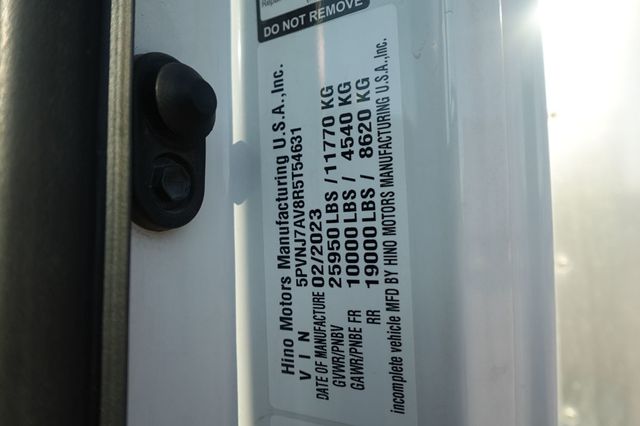 DO NOT REMOVE
Hino Motors Manufacturing U.S.A.,Inc.
VIN 5PVNJ7AV8R5T54631
DATE OF MANUFACTURE 02/2023
GVWR/PNBV 25950 LBS / 11770 KG
GAWR/PNBE FR 10000 LBS / 4540 KG
RR 19000 LBS / 8620 KG
incomplete vehicle MFD BY HINO MOTORS MANUFACTURING U.S.A.,INC.